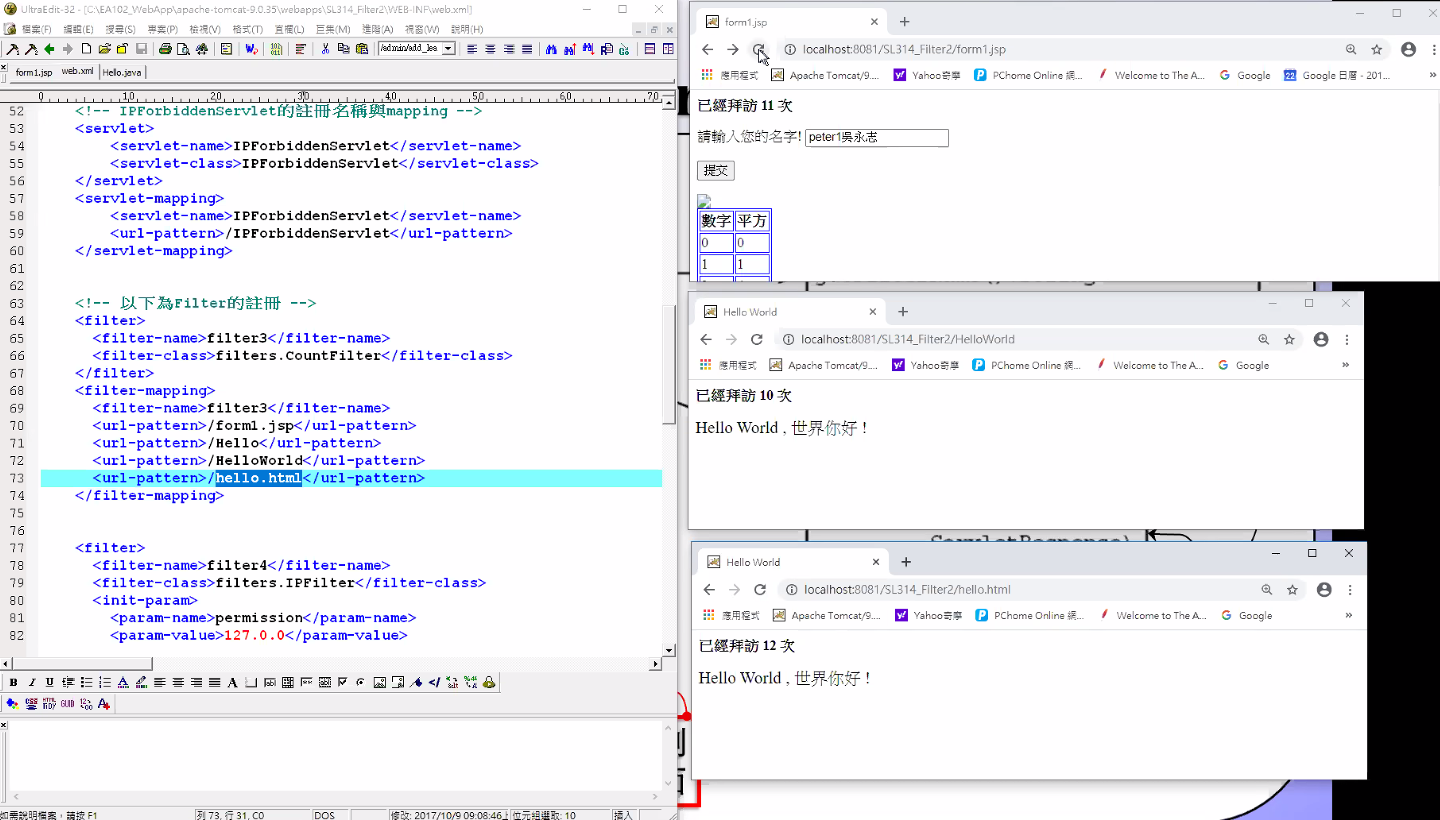 UltraEdit-32 - [C:\EA102_WebApp\apache-tomcat-9.0.35\webapps\SL314_Filter2\WEB-INF\web.xml]
檔案(F) 編輯(E) 搜尋(S) 專案(P) 檢視(V) 格式(T) 直欄(L) 巨集(M) 進階(A) 視窗(W) 說明(H)
/admin/add_les
form1.jsp web.xml Hello.java
0 10 20 30 40 50 60 70
52 <!-- IPForbiddenServlet的註冊名稱與mapping -->
53 <servlet>
54 <servlet-name>IPForbiddenServlet</servlet-name>
55 <servlet-class>IPForbiddenServlet</servlet-class>
56 </servlet>
57 <servlet-mapping>
58 <servlet-name>IPForbiddenServlet</servlet-name>
59 <url-pattern>/IPForbiddenServlet</url-pattern>
60 </servlet-mapping>
61
62
63 <!-- 以下為Filter的註冊 -->
64 <filter>
65 <filter-name>filter3</filter-name>
66 <filter-class>filters.CountFilter</filter-class>
67 </filter>
68 <filter-mapping>
69 <filter-name>filter3</filter-name>
70 <url-pattern>/form1.jsp</url-pattern>
71 <url-pattern>/Hello</url-pattern>
72 <url-pattern>/HelloWorld</url-pattern>
73 <url-pattern>/hello.html</url-pattern>
74 </filter-mapping>
75
76
77 <filter>
78 <filter-name>filter4</filter-name>
79 <filter-class>filters.IPFilter</filter-class>
80 <init-param>
81 <param-name>permission</param-name>
82 <param-value>127.0.0</param-value>
如需說明檔案，請按 F1 列 73, 行 31, C0 DOS 修改: 2017/10/9 09:08:46 位元組選取: 10 插入
form1.jsp
localhost:8081/SL314_Filter2/form1.jsp
應用程式 Apache Tomcat/9.... Yahoo奇摩 PChome Online 網... Welcome to The A... Google Google 日曆 - 201... »
已經拜訪 11 次
請輸入您的名字! peter1吳永志
提交
數字 平方
0 0
1 1
Hello World
localhost:8081/SL314_Filter2/HelloWorld
應用程式 Apache Tomcat/9.... Yahoo奇摩 PChome Online 網... Welcome to The A... Google »
已經拜訪 10 次
Hello World , 世界你好 !
ServletResponse)
Hello World
localhost:8081/SL314_Filter2/hello.html
應用程式 Apache Tomcat/9.... Yahoo奇摩 PChome Online 網... Welcome to The A... Google »
已經拜訪 12 次
Hello World , 世界你好 !